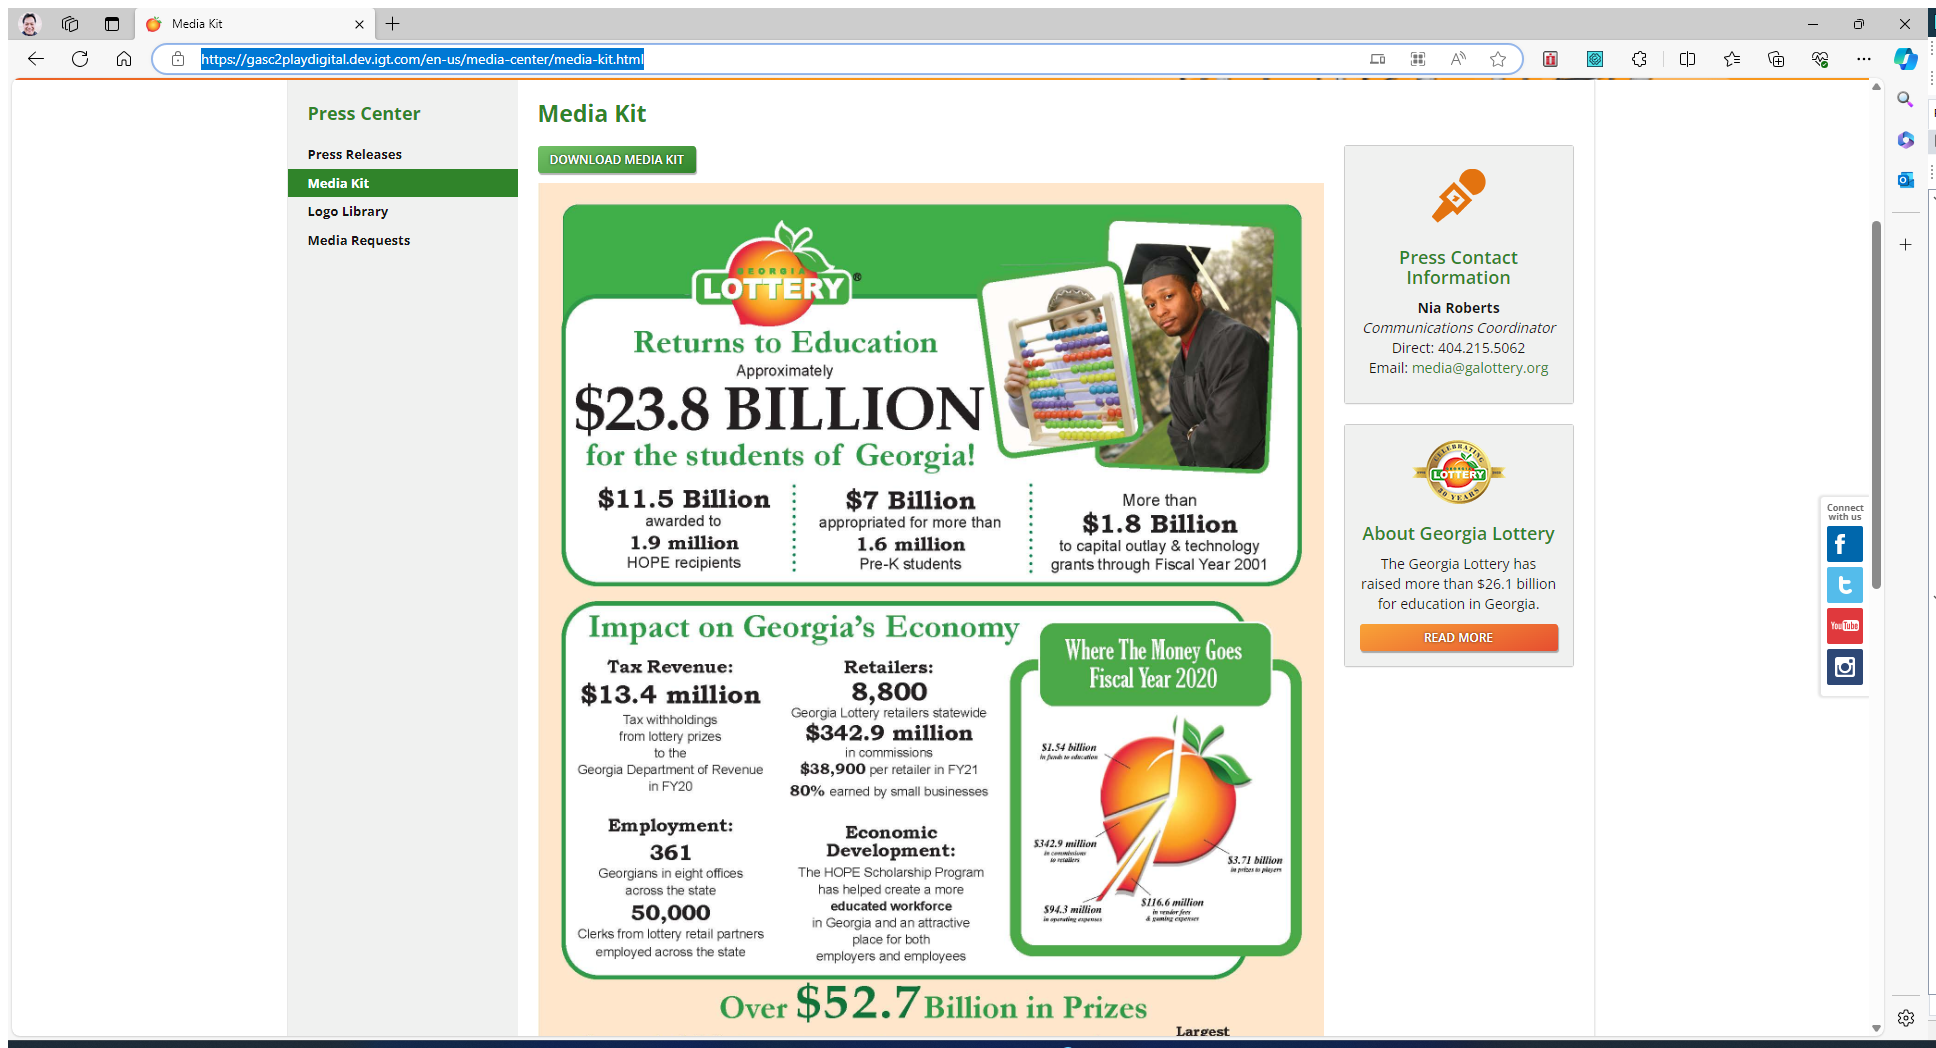 Media Kit
https://gasc2playdigital.dev.igt.com/en-us/media-center/media-kit.html
Press Center
Press Releases
Media Kit
Logo Library
Media Requests
Media Kit
DOWNLOAD MEDIA KIT
GEORGIA
LOTTERY®
Returns to Education
Approximately
$23.8 BILLION
for the students of Georgia!
$11.5 Billion
awarded to
1.9 million
HOPE recipients
$7 Billion
appropriated for more than
1.6 million
Pre-K students
More than
$1.8 Billion
to capital outlay & technology
grants through Fiscal Year 2001
Impact on Georgia's Economy
Tax Revenue:
$13.4 million
Tax withholdings
from lottery prizes
to the
Georgia Department of Revenue
in FY20
Retailers:
8,800
Georgia Lottery retailers statewide
$342.9 million
in commissions
$38,900 per retailer in FY21
80% earned by small businesses
Employment:
361
Georgians in eight offices
across the state
50,000
Clerks from lottery retail partners
employed across the state
Economic
Development:
The HOPE Scholarship Program
has helped create a more
educated workforce
in Georgia and an attractive
place for both
employers and employees
Where The Money Goes
Fiscal Year 2020
$1.54 billion
in funds to education
$342.9 million
in commissions
to retailers
$3.71 billion
in prizes to players
$94.3 million
in operating expenses
$116.6 million
in vendor fees
& gaming expenses
Over $52.7 Billion in Prizes
Largest
Press Contact
Information
Nia Roberts
Communications Coordinator
Direct: 404.215.5062
Email: media@galottery.org
CELEBRATING
GEORGIA
LOTTERY
30 YEARS
About Georgia Lottery
The Georgia Lottery has
raised more than $26.1 billion
for education in Georgia.
READ MORE
Connect
with us
You Tube